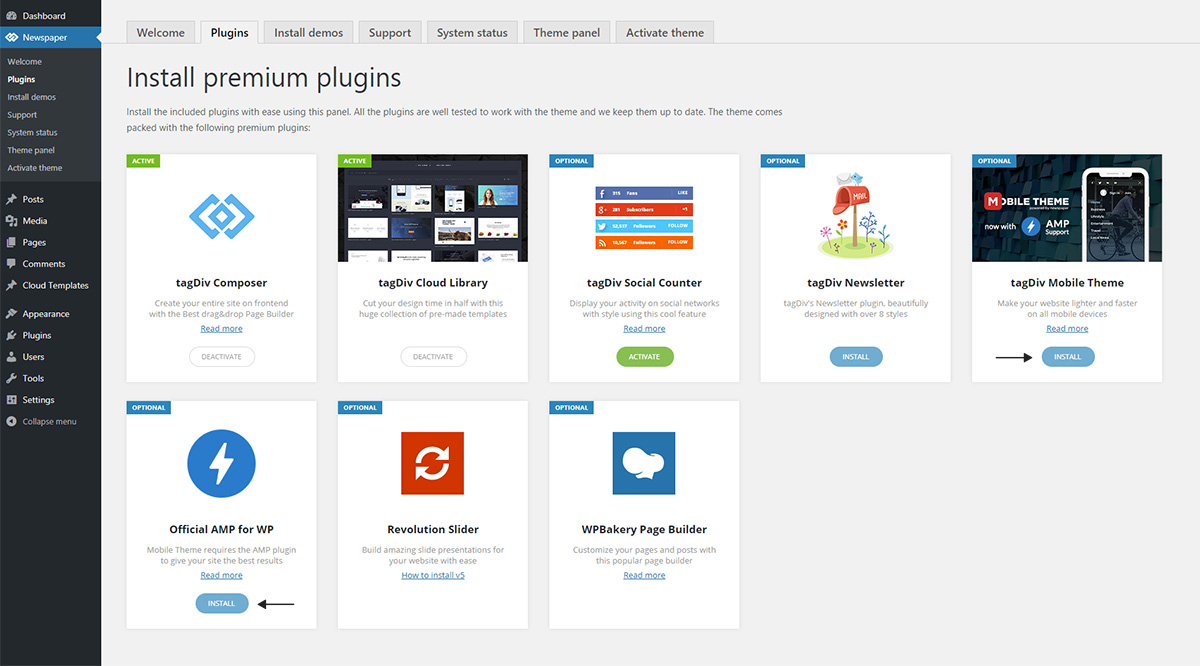 Dashboard
Newspaper
Welcome
Plugins
Install demos
Support
System status
Theme panel
Activate theme
Posts
Media
Pages
Comments
Cloud Templates
Appearance
Plugins
Users
Tools
Settings
Collapse menu
Welcome
Plugins
Install demos
Support
System status
Theme panel
Activate theme
Install premium plugins
Install the included plugins with ease using this panel. All the plugins are well tested to work with the theme and we keep them up to date. The theme comes
packed with the following premium plugins:
ACTIVE
tagDiv Composer
Create your entire site on frontend
with the Best drag&drop Page Builder
Read more
DEACTIVATE
ACTIVE
tagDiv Cloud Library
Cut your design time in half with this
huge collection of pre-made templates
DEACTIVATE
OPTIONAL
315 Fans LIKE
281 Subscribers +1
52,537 Followers FOLLOW
10,567 Followers FOLLOW
tagDiv Social Counter
Display your activity on social networks
with style using this cool feature
Read more
ACTIVATE
OPTIONAL
MAIL
tagDiv Newsletter
tagDiv's Newsletter plugin, beautifully
designed with over 8 styles
INSTALL
OPTIONAL
MOBILE THEME
powered by newspaper
now with AMP
Support
tagDiv Mobile Theme
Make your website lighter and faster
on all mobile devices
Read more
INSTALL
OPTIONAL
Official AMP for WP
Mobile Theme requires the AMP plugin
to give your site the best results
Read more
INSTALL
OPTIONAL
Revolution Slider
Build amazing slide presentations for
your website with ease
How to install v5
OPTIONAL
WPBakery Page Builder
Customize your pages and posts with
this popular page builder
Read more